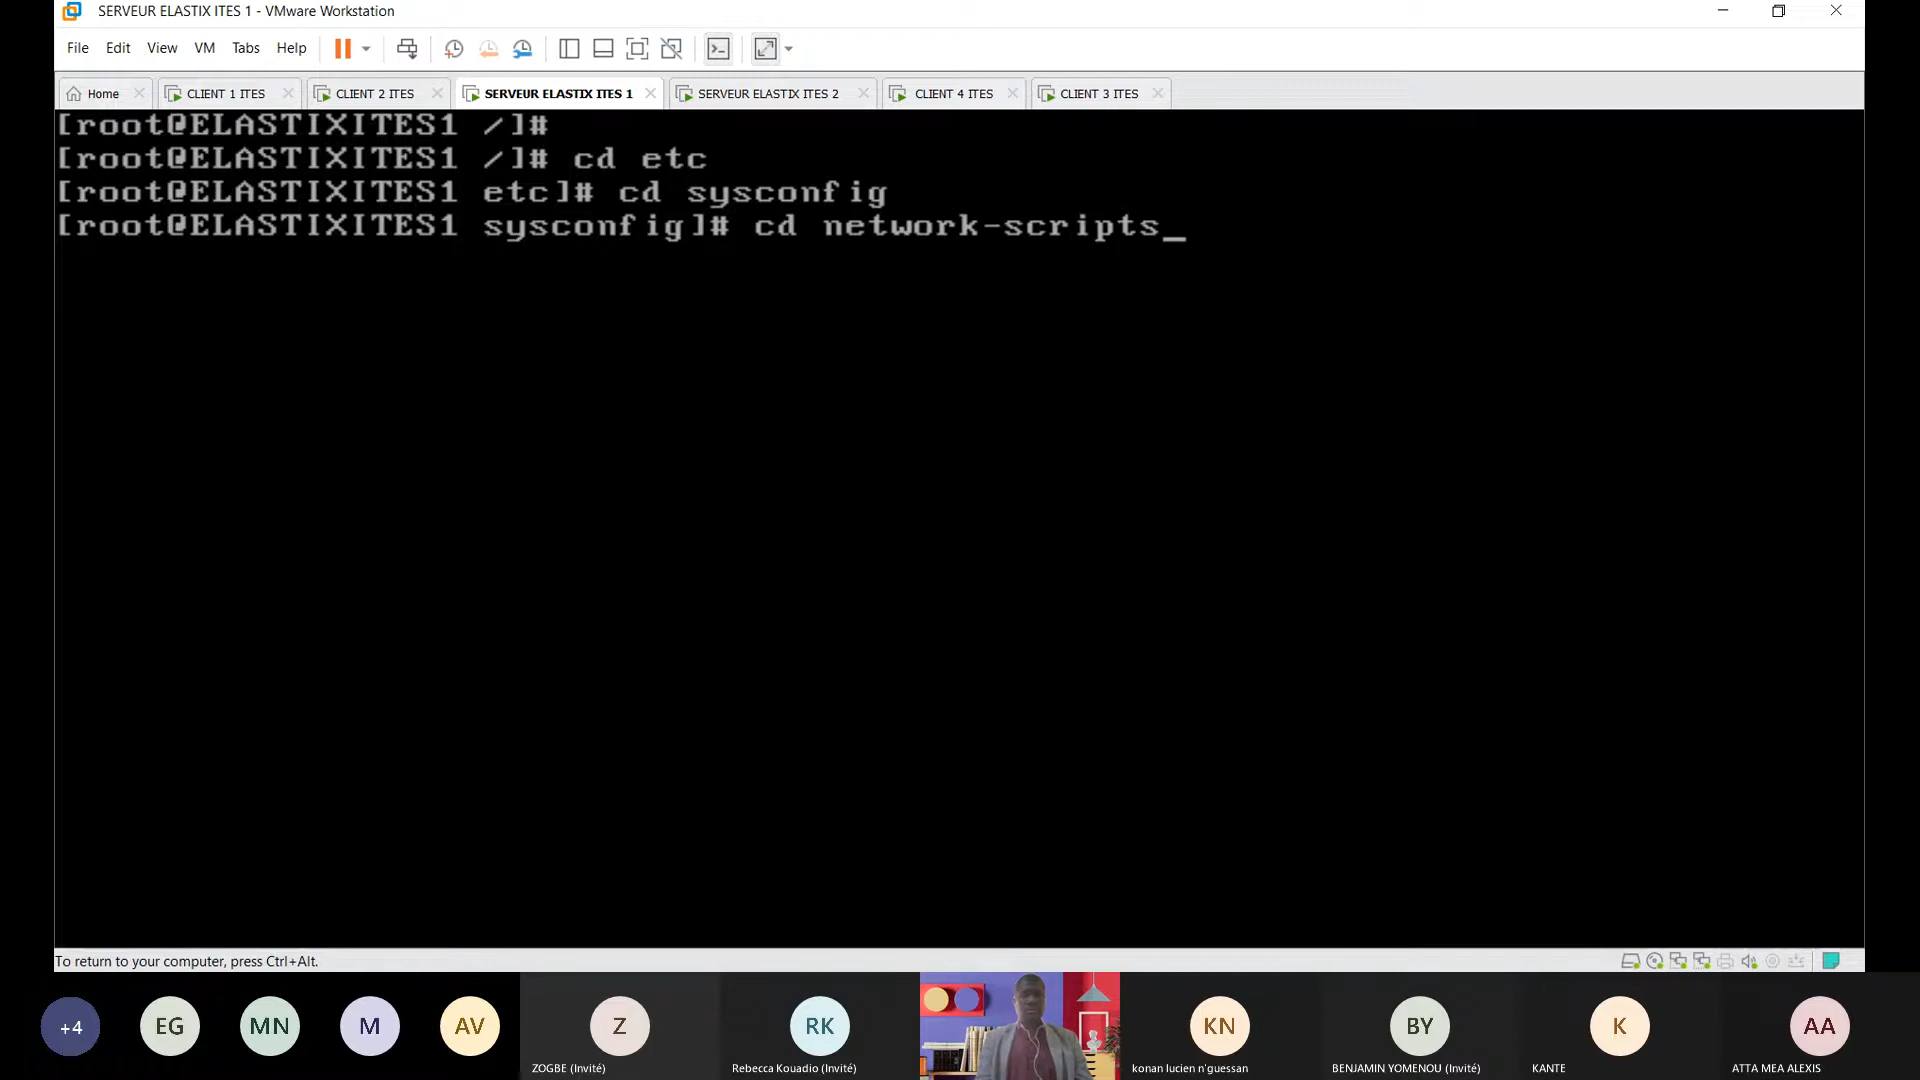 SERVEUR ELASTIX ITES 1 - VMware Workstation
File Edit View VM Tabs Help
Home CLIENT 1 ITES CLIENT 2 ITES SERVEUR ELASTIX ITES 1 SERVEUR ELASTIX ITES 2 CLIENT 4 ITES CLIENT 3 ITES
[root@ELASTIXITES1 /]#
[root@ELASTIXITES1 /]# cd etc
[root@ELASTIXITES1 etc]# cd sysconfig
[root@ELASTIXITES1 sysconfig]# cd network-scripts_
To return to your computer, press Ctrl+Alt.
+4 EG MN M AV Z RK KN BY K AA
ZOGBE (Invité) Rebecca Kouadio (Invité) konan lucien n'guessan BENJAMIN YOMENOU (Invité) KANTE ATTA MEA ALEXIS